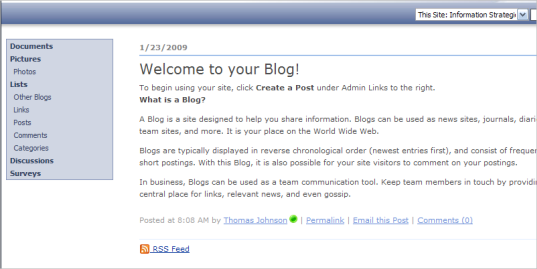 This Site: Information Strategi
Documents
Pictures
Photos
Lists
Other Blogs
Links
Posts
Comments
Categories
Discussions
Surveys
1/23/2009
Welcome to your Blog!
To begin using your site, click Create a Post under Admin Links to the right.
What is a Blog?
A Blog is a site designed to help you share information. Blogs can be used as news sites, journals, diari
team sites, and more. It is your place on the World Wide Web.
Blogs are typically displayed in reverse chronological order (newest entries first), and consist of frequen
short postings. With this Blog, it is also possible for your site visitors to comment on your postings.
In business, Blogs can be used as a team communication tool. Keep team members in touch by providi
central place for links, relevant news, and even gossip.
Posted at 8:08 AM by Thomas Johnson | Permalink | Email this Post | Comments (0)
RSS Feed